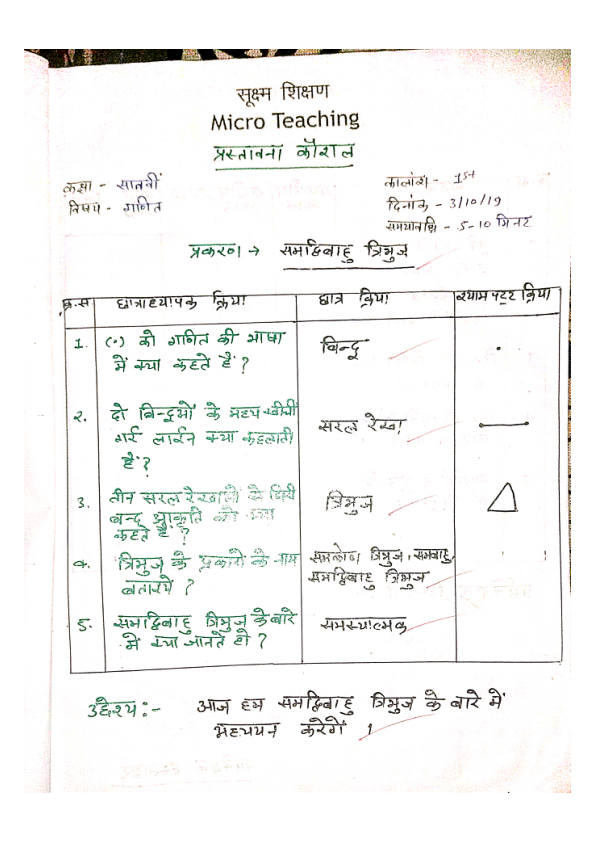 सूक्ष्म शिक्षण
Micro Teaching
प्रस्तावना कौशल
कक्षा - सातवीं
कालांश - 1st
विषय - गणित
दिनांक - 3/10/19
समयावधि - 5-10 मिनट
प्रकरण → समद्विबाहु त्रिभुज
क्र.स छात्राध्यापक क्रिया छात्र क्रिया श्यामपट्ट क्रिया
1. (•) को गणित की भाषा में क्या कहते हैं ? बिन्दू
2. दो बिन्दूओं के मध्य खींची गई लाईन क्या कहलाती है ? सरल रेखा
3. तीन सरल रेखाओं से घिरी बन्द आकृति को क्या कहते हैं ? त्रिभुज
4. त्रिभुज के प्रकारों के नाम बताइये ? समकोण त्रिभुज, समबाहु, समद्विबाहु त्रिभुज
5. समद्विबाहु त्रिभुज के बारे में क्या जानते हो ? समस्यात्मक
उद्देश्य :- आज हम समद्विबाहु त्रिभुज के बारे में
अध्ययन करेगें ।